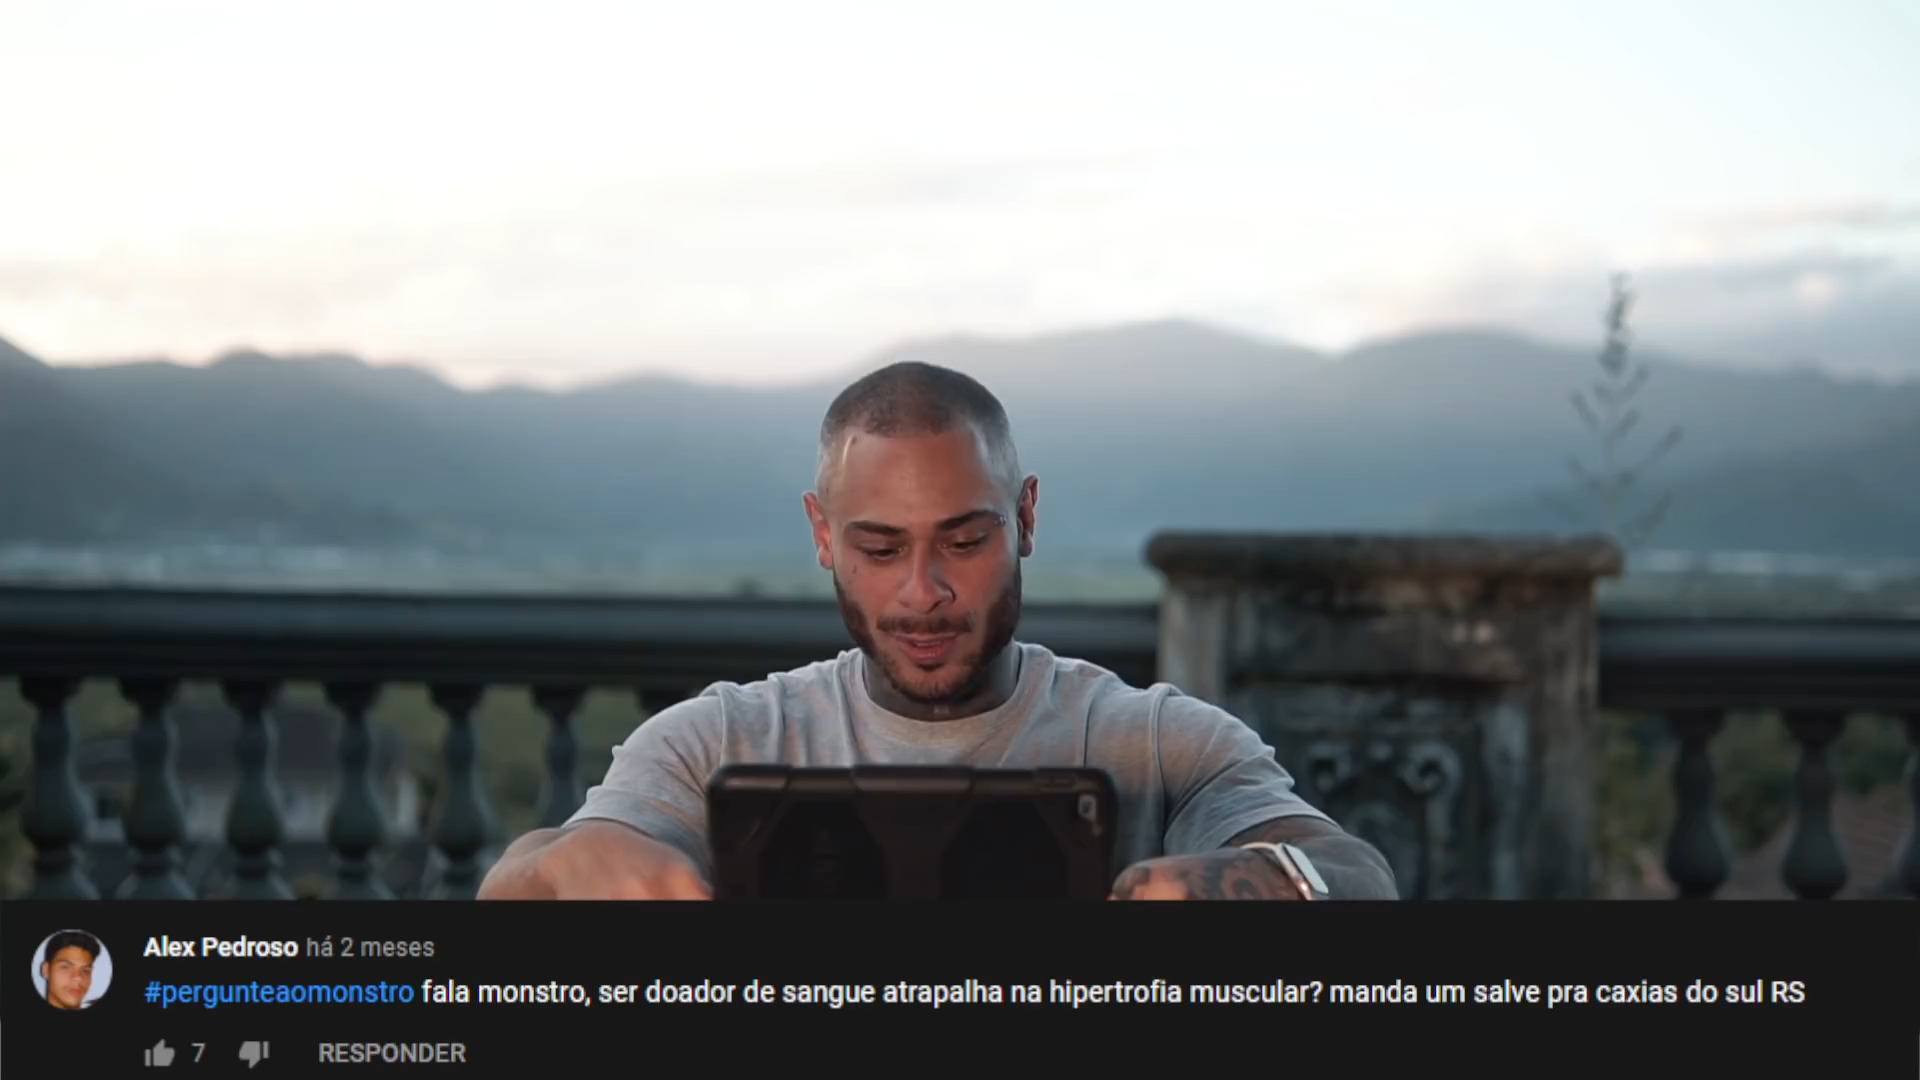 Alex Pedroso há 2 meses
#pergunteaomonstro fala monstro, ser doador de sangue atrapalha na hipertrofia muscular? manda um salve pra caxias do sul RS
7 RESPONDER